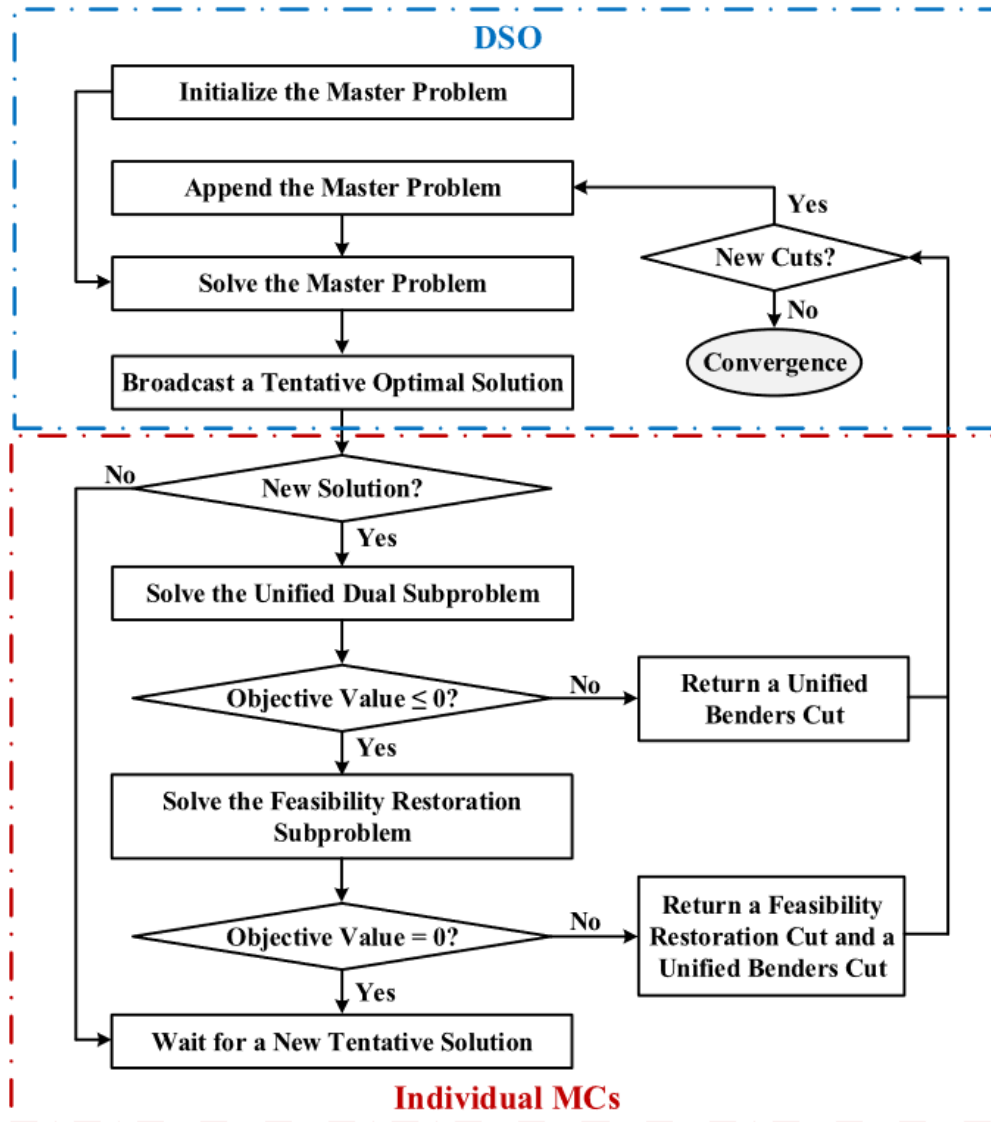 DSO
Initialize the Master Problem
Append the Master Problem
Yes
New Cuts?
Solve the Master Problem
No
Convergence
Broadcast a Tentative Optimal Solution
No
New Solution?
Yes
Solve the Unified Dual Subproblem
Objective Value ≤ 0?
No
Return a Unified
Benders Cut
Yes
Solve the Feasibility Restoration
Subproblem
Objective Value = 0?
No
Return a Feasibility
Restoration Cut and a
Unified Benders Cut
Yes
Wait for a New Tentative Solution
Individual MCs